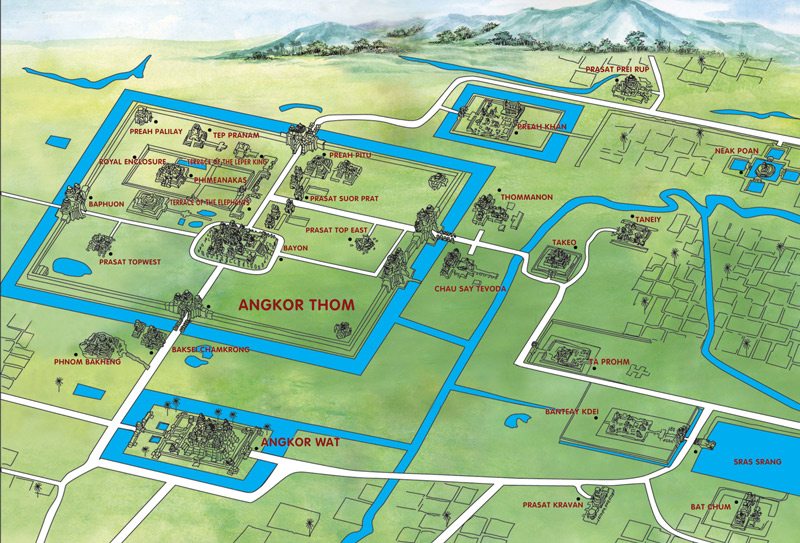 PRASAT PREI RUP
PREAH KHAN
PREAH PALILAY
TEP PRANAM
PREAH PITU
NEAK POAN
ROYAL ENCLOSURE
TERRACE OF THE LEPER KING
PHIMEANAKAS
BAPHUON
TERRACE OF THE ELEPHANTS
PRASAT SUOR PRAT
THOMMANON
TANEIY
PRASAT TOP EAST
TAKEO
BAYON
PRASAT TOPWEST
CHAU SAY TEVODA
ANGKOR THOM
BAKSEI CHAMKRONG
PHNOM BAKHENG
TA PROHM
BANTEAY KDEI
ANGKOR WAT
SRAS SRANG
PRASAT KRAVAN
BAT CHUM